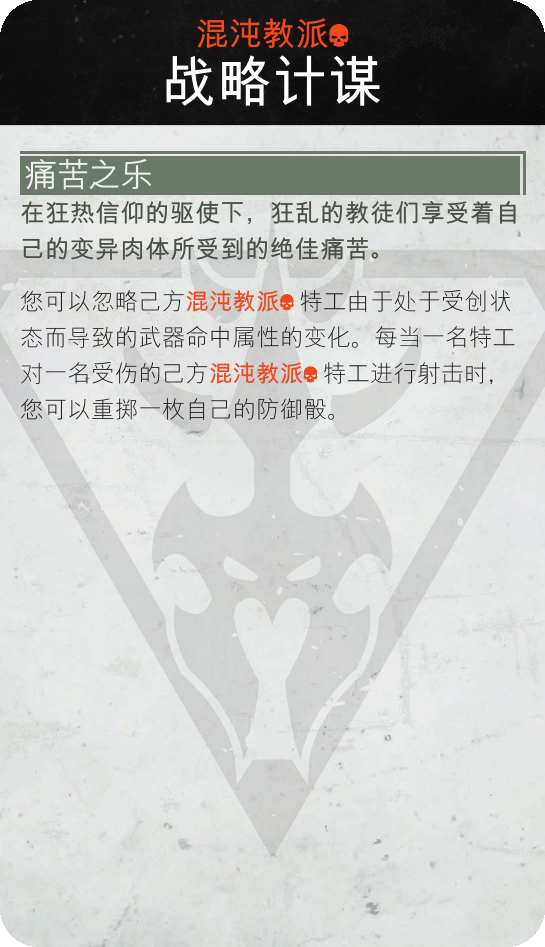 混沌教派
战略计谋
痛苦之乐
在狂热信仰的驱使下，狂乱的教徒们享受着自
己的变异肉体所受到的绝佳痛苦。
您可以忽略己方混沌教派特工由于处于受创状
态而导致的武器命中属性的变化。每当一名特工
对一名受伤的己方混沌教派特工进行射击时，
您可以重掷一枚自己的防御骰。